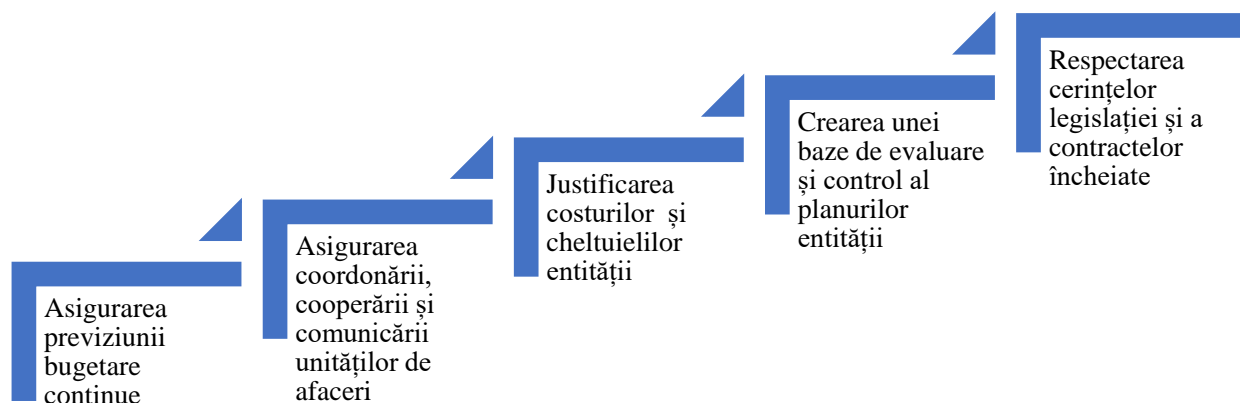 Asigurarea
previziunii
bugetare
continue
Asigurarea
coordonării,
cooperării și
comunicării
unităților de
afaceri
Justificarea
costurilor și
cheltuielilor
entității
Crearea unei
baze de evaluare
și control al
planurilor
entității
Respectarea
cerințelor
legislației și a
contractelor
încheiate